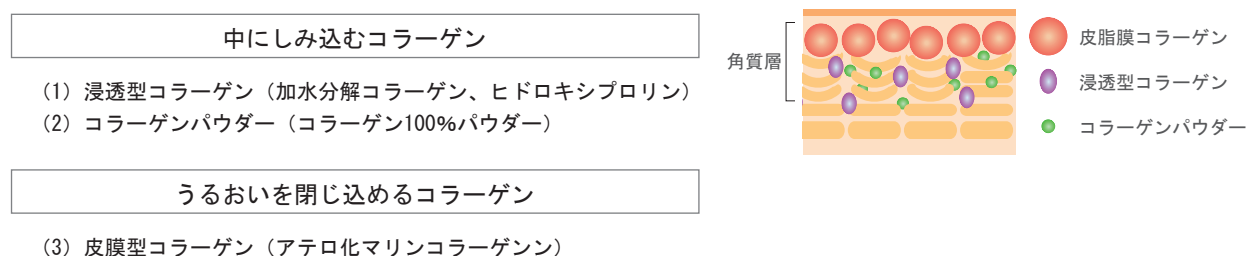 中にしみ込むコラーゲン
(1) 浸透型コラーゲン（加水分解コラーゲン、ヒドロキシプロリン）
(2) コラーゲンパウダー（コラーゲン100％パウダー）
うるおいを閉じ込めるコラーゲン
(3) 皮膜型コラーゲン（アテロ化マリンコラーゲンン）
角質層
皮脂膜コラーゲン
浸透型コラーゲン
コラーゲンパウダー